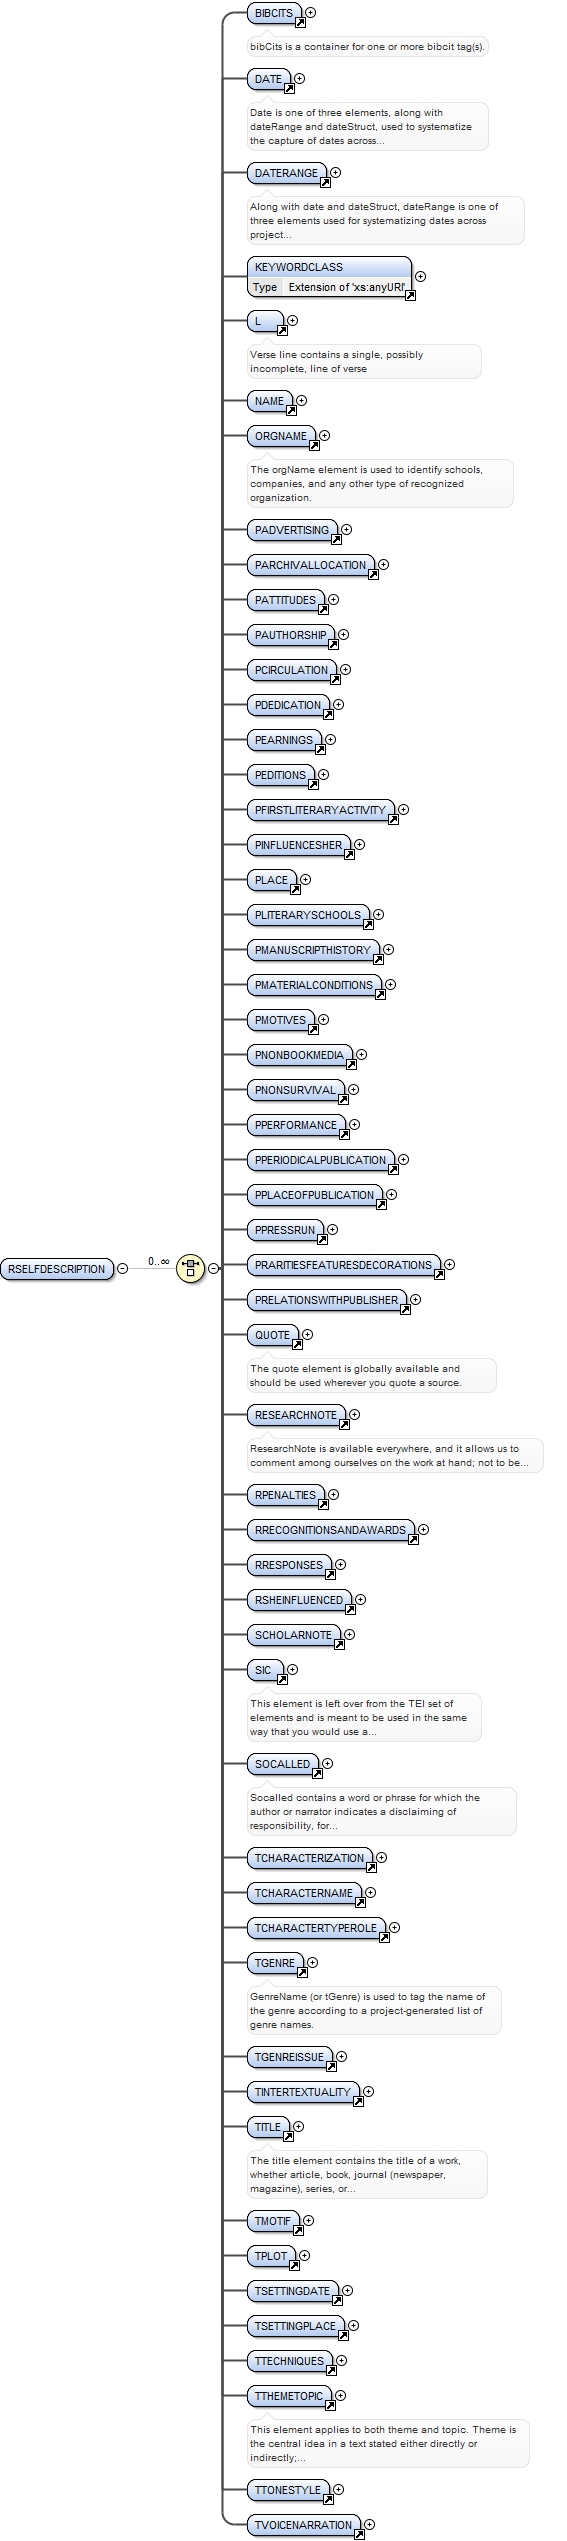 BIBCITS
bibCits is a container for one or more bibcit tag(s).
DATE
Date is one of three elements, along with
dateRange and dateStruct, used to systematize
the capture of dates across...
DATERANGE
Along with date and dateStruct, dateRange is one of
three elements used for systematizing dates across
project...
KEYWORDCLASS
Type Extension of 'xs:anyURI'
L
Verse line contains a single, possibly
incomplete, line of verse
NAME
ORGNAME
The orgName element is used to identify schools,
companies, and any other type of recognized
organization.
PADVERTISING
PARCHIVALLOCATION
PATTITUDES
PAUTHORSHIP
PCIRCULATION
PDEDICATION
PEARNINGS
PEDITIONS
PFIRSTLITERARYACTIVITY
PINFLUENCESHER
PLACE
PLITERARYSCHOOLS
PMANUSCRIPTHISTORY
PMATERIALCONDITIONS
PMOTIVES
PNONBOOKMEDIA
PNONSURVIVAL
PPERFORMANCE
PPERIODICALPUBLICATION
PPLACEOFPUBLICATION
PPRESSRUN
RSELFDESCRIPTION 0..∞
PRARITIESFEATURESDECORATIONS
PRELATIONSWITHPUBLISHER
QUOTE
The quote element is globally available and
should be used wherever you quote a source.
RESEARCHNOTE
ResearchNote is available everywhere, and it allows us to
comment among ourselves on the work at hand; not to be...
RPENALTIES
RRECOGNITIONSANDAWARDS
RRESPONSES
RSHEINFLUENCED
SCHOLARNOTE
SIC
This element is left over from the TEI set of
elements and is meant to be used in the same
way that you would use a...
SOCALLED
Socalled contains a word or phrase for which the
author or narrator indicates a disclaiming of
responsibility, for...
TCHARACTERIZATION
TCHARACTERNAME
TCHARACTERTYPEROLE
TGENRE
GenreName (or tGenre) is used to tag the name of
the genre according to a project-generated list of
genre names.
TGENREISSUE
TINTERTEXTUALITY
TITLE
The title element contains the title of a work,
whether article, book, journal (newspaper,
magazine), series, or...
TMOTIF
TPLOT
TSETTINGDATE
TSETTINGPLACE
TTECHNIQUES
TTHEMETOPIC
This element applies to both theme and topic. Theme is
the central idea in a text stated either directly or
indirectly;...
TTONESTYLE
TVOICENARRATION